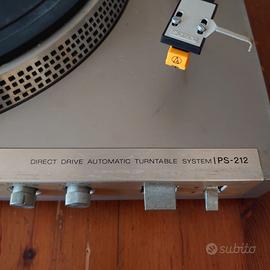 DIRECT DRIVE AUTOMATIC TURNTABLE SYSTEM | PS-212
subito